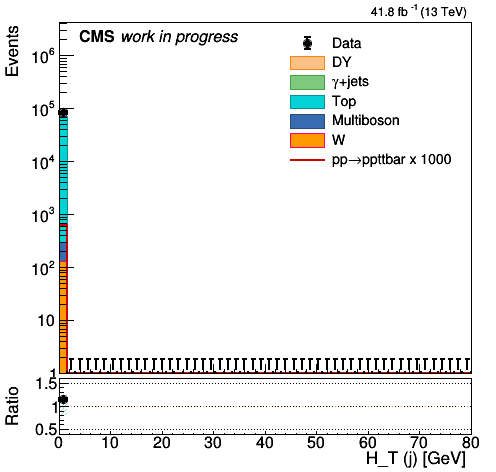 41.8 fb⁻¹ (13 TeV)
CMS work in progress
Events
Data
DY
γ+jets
Top
Multiboson
W
pp→ppttbar x 1000
10⁶
10⁵
10⁴
10³
10²
10
1
Ratio
1.5
1
0.5
0 10 20 30 40 50 60 70 80
H_T (j) [GeV]